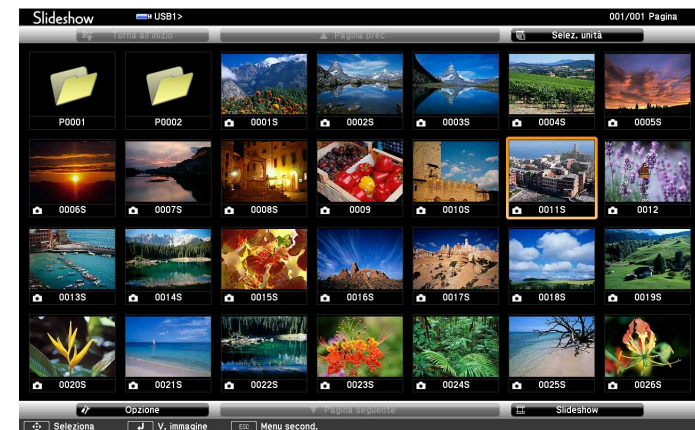 Slideshow USB1> 001/001 Pagina
Torna all'inizio Pagina prec Selez. unità
P0001 P0002 0001S 0002S 0003S 0004S 0005S
0006S 0007S 0008S 0009 0010S 0011S 0012
0013S 0014S 0015S 0016S 0017S 0018S 0019S
0020S 0021S 0022S 0023S 0024S 0025S 0026S
Opzione Pagina seguente Slideshow
Seleziona V. immagine ESC Menu second.